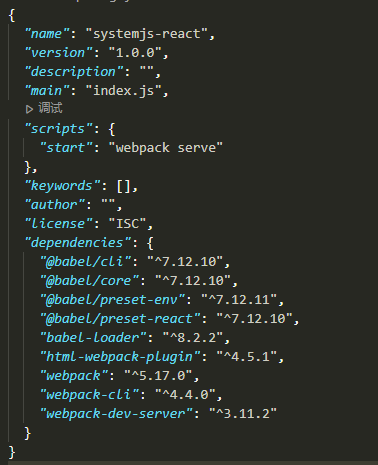 {
"name": "systemjs-react",
"version": "1.0.0",
"description": "",
"main": "index.js",
▷ 调试
"scripts": {
"start": "webpack serve"
},
"keywords": [],
"author": "",
"license": "ISC",
"dependencies": {
"@babel/cli": "^7.12.10",
"@babel/core": "^7.12.10",
"@babel/preset-env": "^7.12.11",
"@babel/preset-react": "^7.12.10",
"babel-loader": "^8.2.2",
"html-webpack-plugin": "^4.5.1",
"webpack": "^5.17.0",
"webpack-cli": "^4.4.0",
"webpack-dev-server": "^3.11.2"
}
}